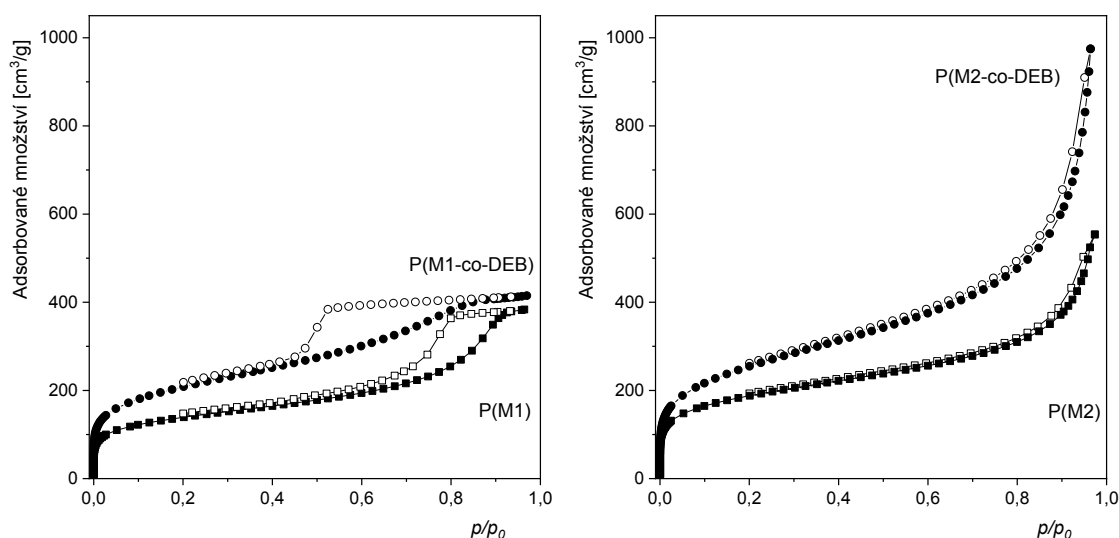 1000
800
600
400
200
0
Adsorbované množství [cm³/g]
P(M1-co-DEB)
P(M1)
0,0 0,2 0,4 0,6 0,8 1,0
p/p₀
1000
800
600
400
200
0
Adsorbované množství [cm³/g]
P(M2-co-DEB)
P(M2)
0,0 0,2 0,4 0,6 0,8 1,0
p/p₀